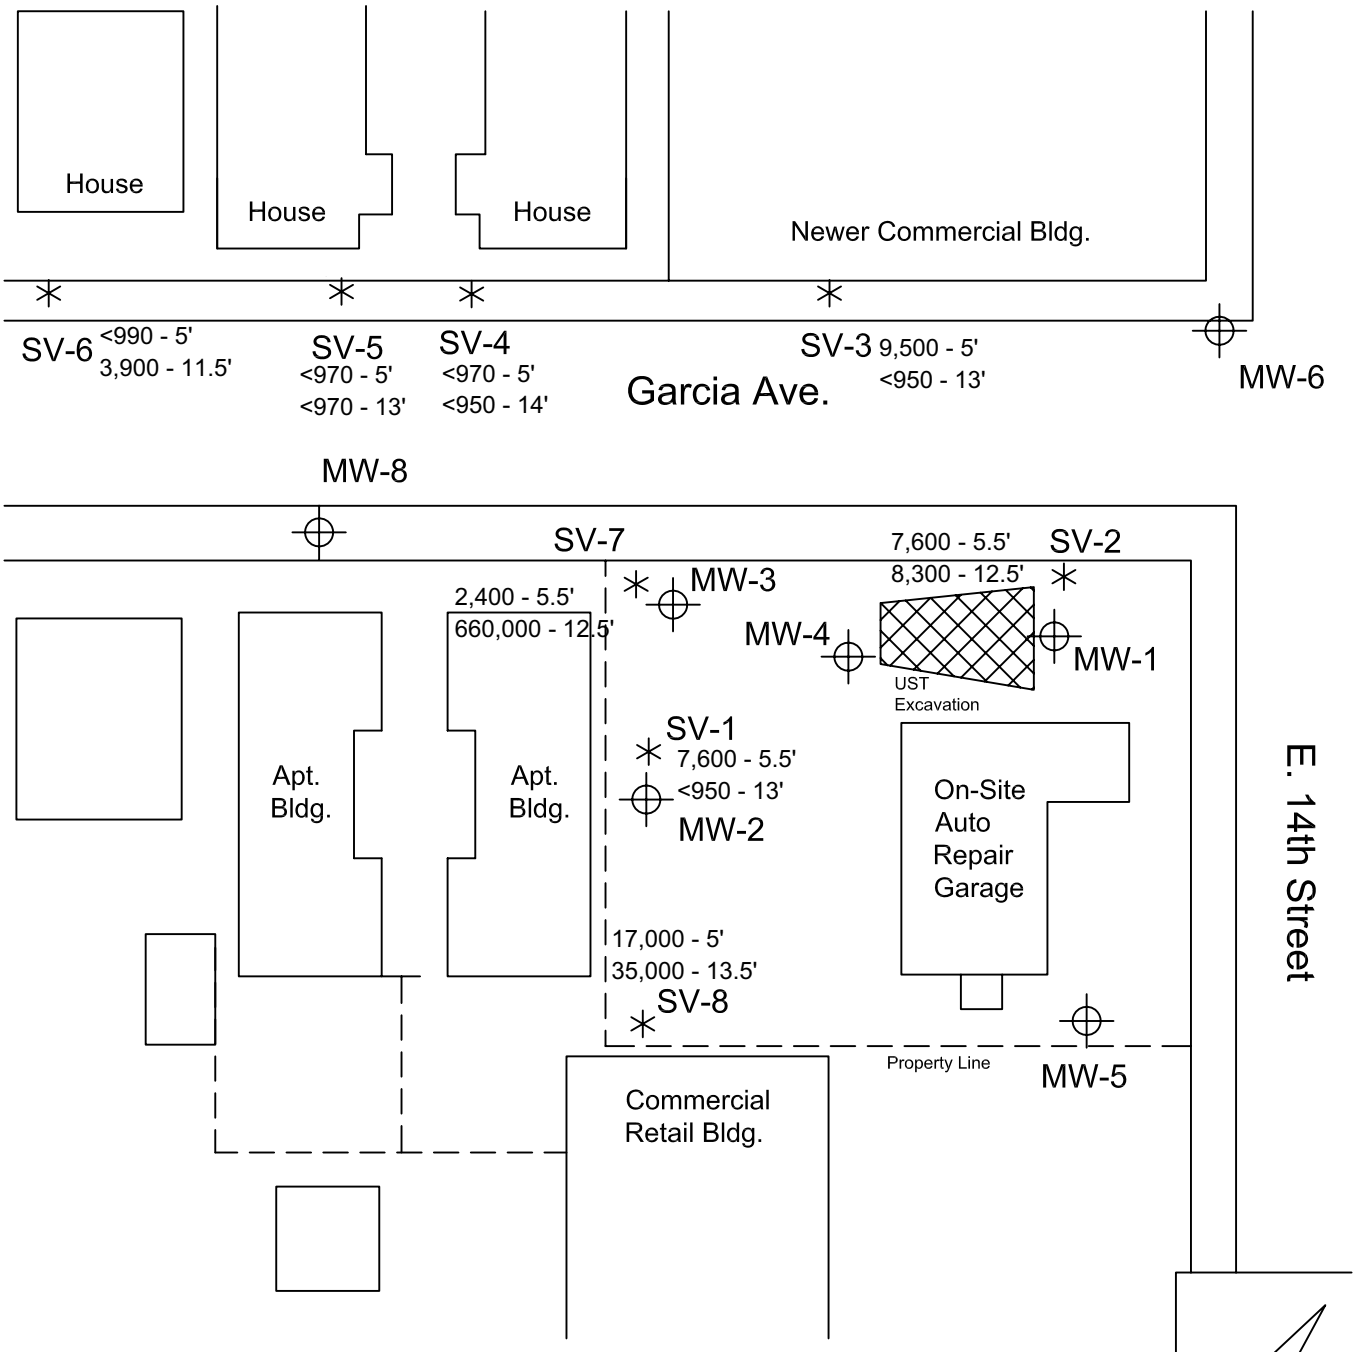 House
House
House
Newer Commercial Bldg.
SV-6
<990 - 5'
3,900 - 11.5'
SV-5
<970 - 5'
<970 - 13'
SV-4
<970 - 5'
<950 - 14'
SV-3
9,500 - 5'
<950 - 13'
MW-6
Garcia Ave.
MW-8
SV-7
2,400 - 5.5'
660,000 - 12.5'
MW-3
7,600 - 5.5'
8,300 - 12.5'
SV-2
MW-4
MW-1
UST
Excavation
SV-1
7,600 - 5.5'
<950 - 13'
MW-2
Apt.
Bldg.
Apt.
Bldg.
On-Site
Auto
Repair
Garage
E. 14th Street
17,000 - 5'
35,000 - 13.5'
SV-8
Property Line
MW-5
Commercial
Retail Bldg.